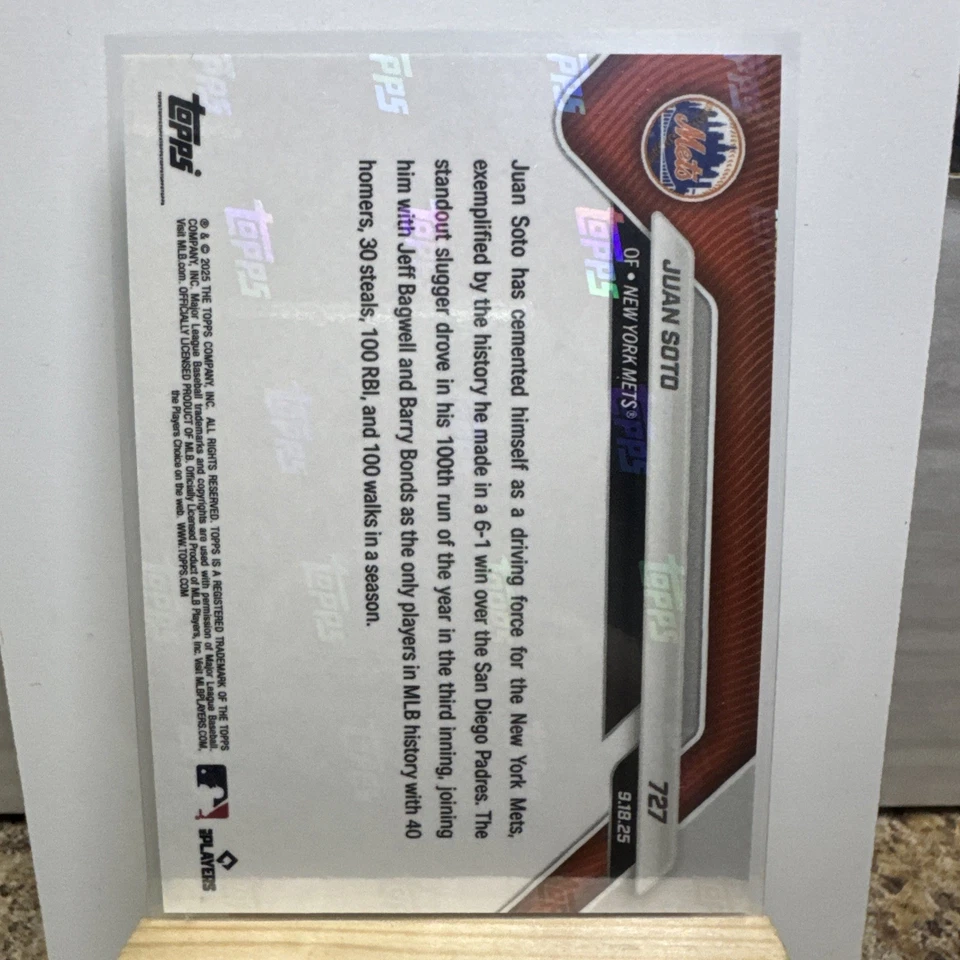 Mets
JUAN SOTO
727
OF • NEW YORK METS®
9.18.25
Juan Soto has cemented himself as a driving force for the New York Mets,
exemplified by the history he made in a 6-1 win over the San Diego Padres. The
standout slugger drove in his 100th run of the year in the third inning, joining
him with Jeff Bagwell and Barry Bonds as the only players in MLB history with 40
homers, 30 steals, 100 RBI, and 100 walks in a season.
topps
® & © 2025 THE TOPPS COMPANY, INC. ALL RIGHTS RESERVED. TOPPS IS A REGISTERED TRADEMARK OF THE TOPPS
COMPANY, INC. Major League Baseball trademarks and copyrights are used with permission of Major League Baseball.
Visit MLB.com. OFFICIALLY LICENSED PRODUCT OF MLB. Officially Licensed Product of MLB Players, Inc. Visit MLBPLAYERS.COM,
the Players Choice on the web. WWW.TOPPS.COM
PLAYERS